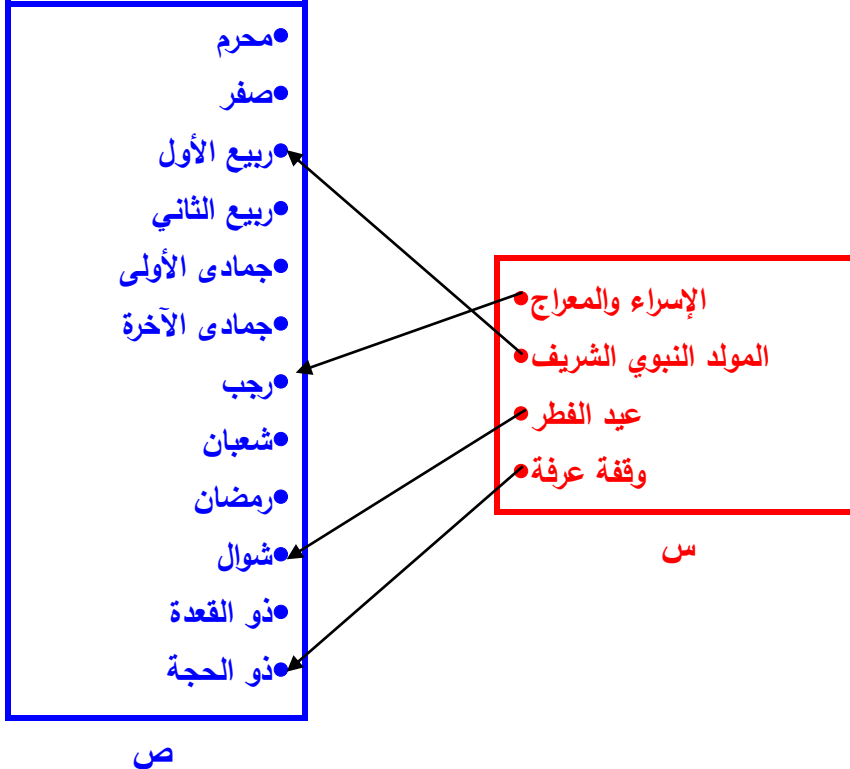 الإسراء والمعراج
المولد النبوي الشريف
عيد الفطر
وقفة عرفة
س
محرم
صفر
ربيع الأول
ربيع الثاني
جمادى الأولى
جمادى الآخرة
رجب
شعبان
رمضان
شوال
ذو القعدة
ذو الحجة
ص